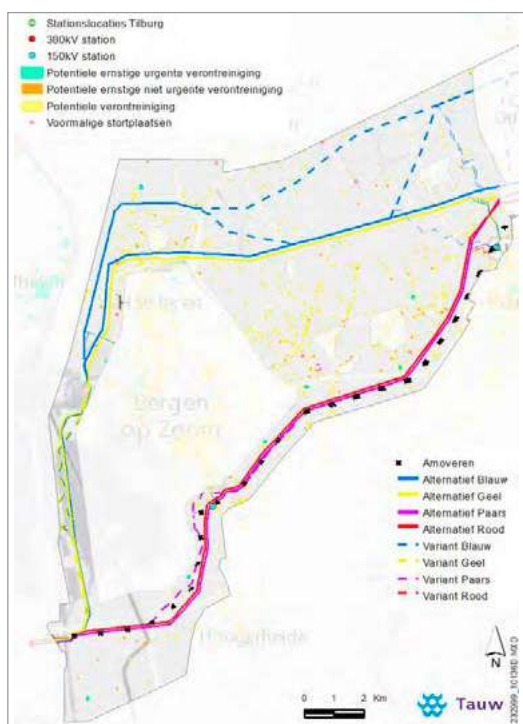 Stationslocaties Tilburg
380kV station
150kV station
Potentiele ernstige urgente verontreiniging
Potentiele ernstige niet urgente verontreiniging
Potentiele verontreiniging
Voormalige stortplaatsen
Bergen
op Zoom
Hoogerheide
Amoveren
Alternatief Blauw
Alternatief Geel
Alternatief Paars
Alternatief Rood
Variant Blauw
Variant Geel
Variant Paars
Variant Rood
N
0 1 2 Km
Tauw